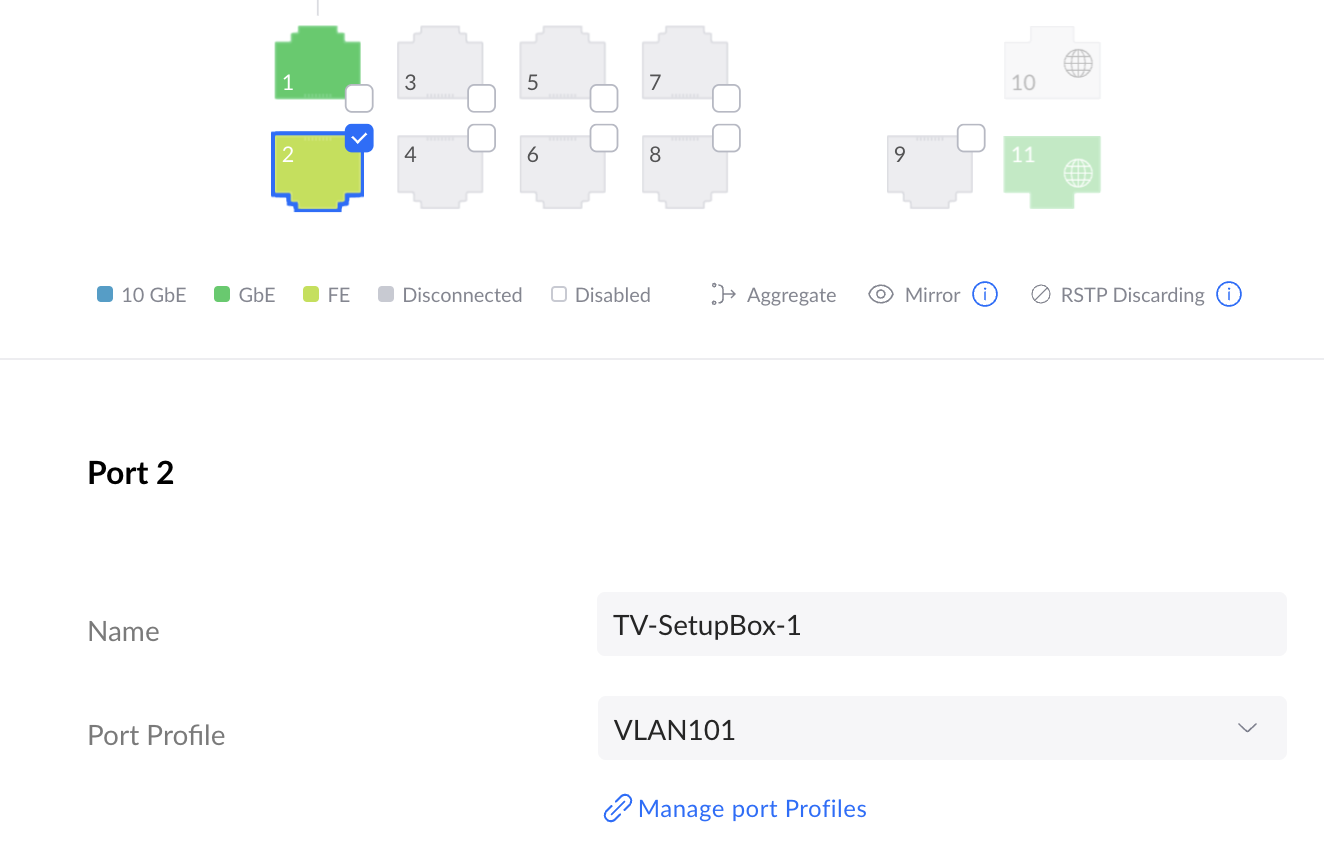 1 3 5 7 10
2 4 6 8 9 11
10 GbE GbE FE Disconnected Disabled Aggregate Mirror i RSTP Discarding i
Port 2
Name TV-SetupBox-1
Port Profile VLAN101
Manage port Profiles